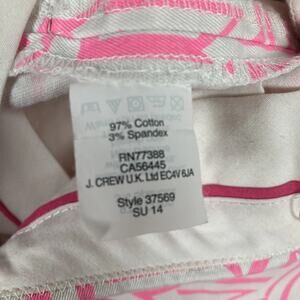 97% Cotton
3% Spandex
RN77388
CA56445
J. CREW U.K. Ltd EC4V 6JA
Style 37569
SU 14